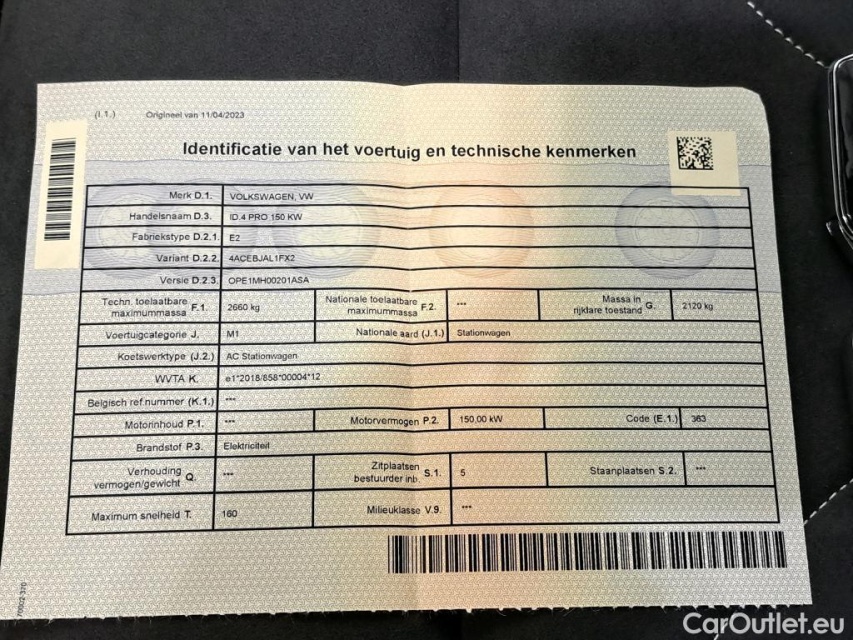 (I.1.) Origineel van 11/04/2023
Identificatie van het voertuig en technische kenmerken
Merk D.1. VOLKSWAGEN, VW
Handelsnaam D.3. ID.4 PRO 150 KW
Fabriekstype D.2.1. E2
Variant D.2.2. 4ACEBJAL1FX2
Versie D.2.3. OPE1MH00201ASA
Techn. toelaatbare maximummassa F.1. 2660 kg Nationale toelaatbare maximummassa F.2. *** Massa in rijklare toestand G. 2120 kg
Voertuigcategorie J. M1 Nationale aard (J.1.) Stationwagen
Koetswerktype (J.2.) AC Stationwagen
WVTA K. e1*2018/858*00004*12
Belgisch ref.nummer (K.1.) ***
Motorinhoud P.1. *** Motorvermogen P.2. 150,00 kW Code (E.1.) 363
Brandstof P.3. Elektriciteit
Verhouding vermogen/gewicht Q. *** Zitplaatsen bestuurder inb. S.1. 5 Staanplaatsen S.2. ***
Maximum snelheid T. 160 Milieuklasse V.9. ***
CarOutlet.eu